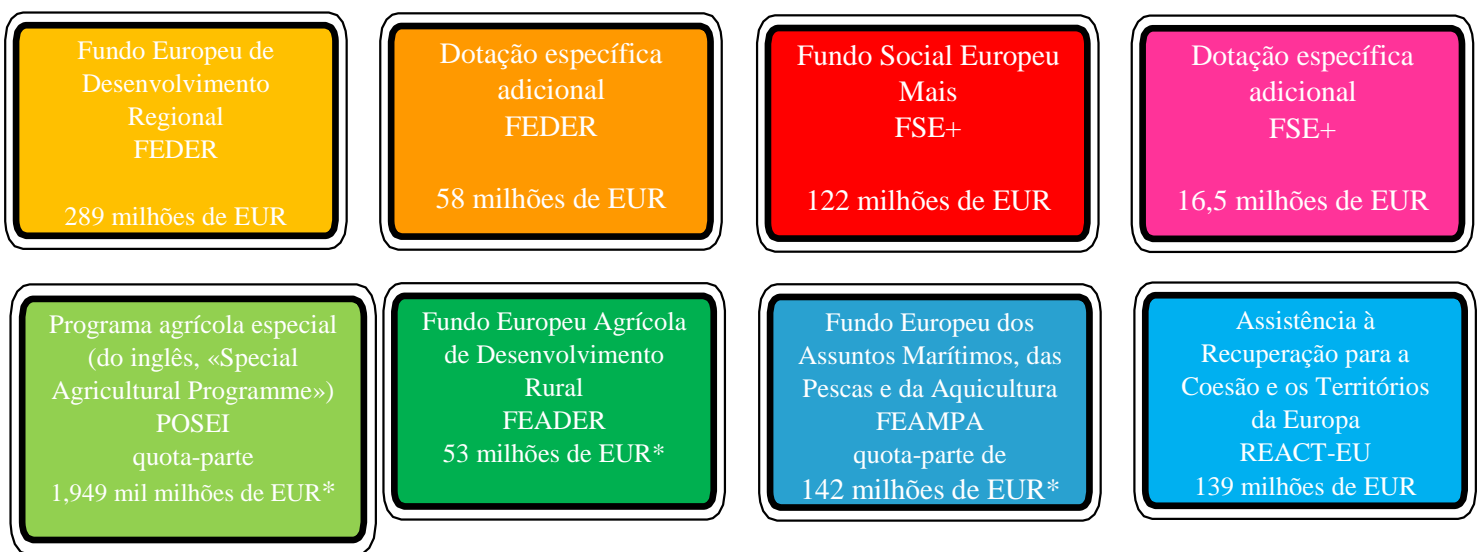 Fundo Europeu de
Desenvolvimento
Regional
FEDER
289 milhões de EUR
Dotação específica
adicional
FEDER
58 milhões de EUR
Fundo Social Europeu
Mais
FSE+
122 milhões de EUR
Dotação específica
adicional
FSE+
16,5 milhões de EUR
Programa agrícola especial
(do inglês, «Special
Agricultural Programme»)
POSEI
quota-parte
1,949 mil milhões de EUR*
Fundo Europeu Agrícola
de Desenvolvimento
Rural
FEADER
53 milhões de EUR*
Fundo Europeu dos
Assuntos Marítimos, das
Pescas e da Aquicultura
FEAMPA
quota-parte de
142 milhões de EUR*
Assistência à
Recuperação para a
Coesão e os Territórios
da Europa
REACT-EU
139 milhões de EUR